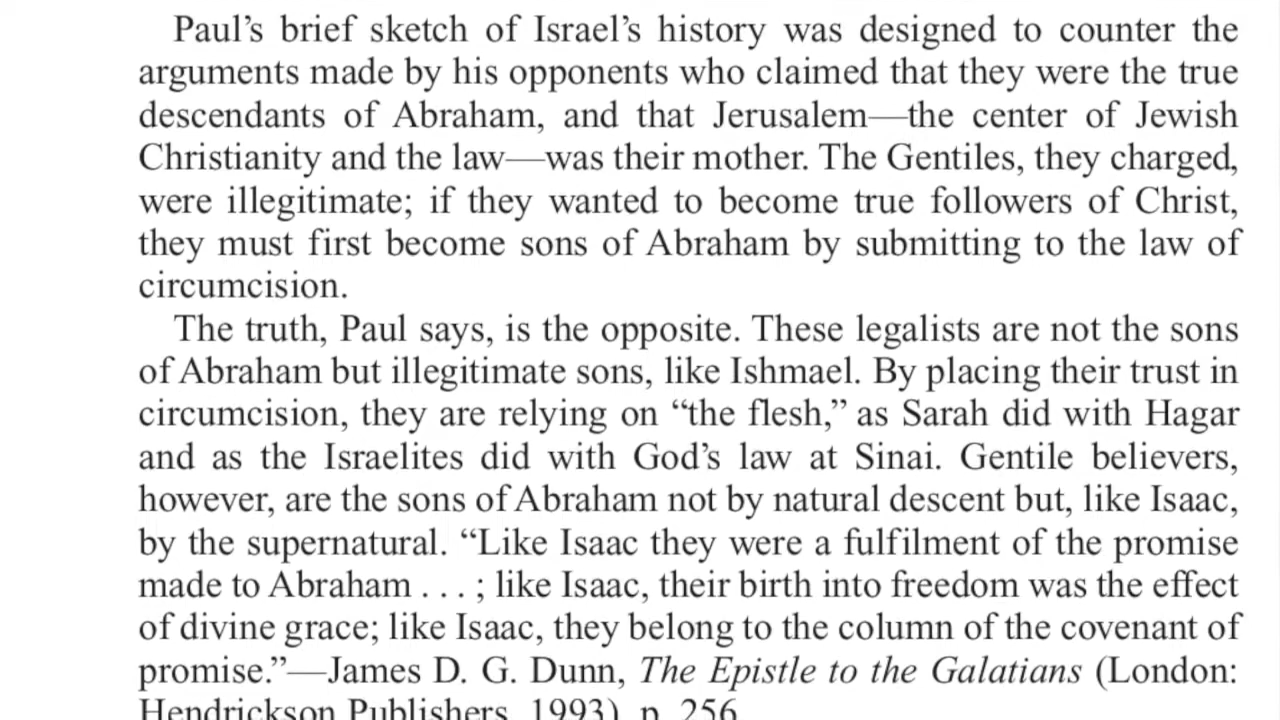 Paul’s brief sketch of Israel’s history was designed to counter the
arguments made by his opponents who claimed that they were the true
descendants of Abraham, and that Jerusalem—the center of Jewish
Christianity and the law—was their mother. The Gentiles, they charged,
were illegitimate; if they wanted to become true followers of Christ,
they must first become sons of Abraham by submitting to the law of
circumcision.
The truth, Paul says, is the opposite. These legalists are not the sons
of Abraham but illegitimate sons, like Ishmael. By placing their trust in
circumcision, they are relying on “the flesh,” as Sarah did with Hagar
and as the Israelites did with God’s law at Sinai. Gentile believers,
however, are the sons of Abraham not by natural descent but, like Isaac,
by the supernatural. “Like Isaac they were a fulfilment of the promise
made to Abraham . . . ; like Isaac, their birth into freedom was the effect
of divine grace; like Isaac, they belong to the column of the covenant of
promise.”—James D. G. Dunn, The Epistle to the Galatians (London:
Hendrickson Publishers, 1993), p. 256